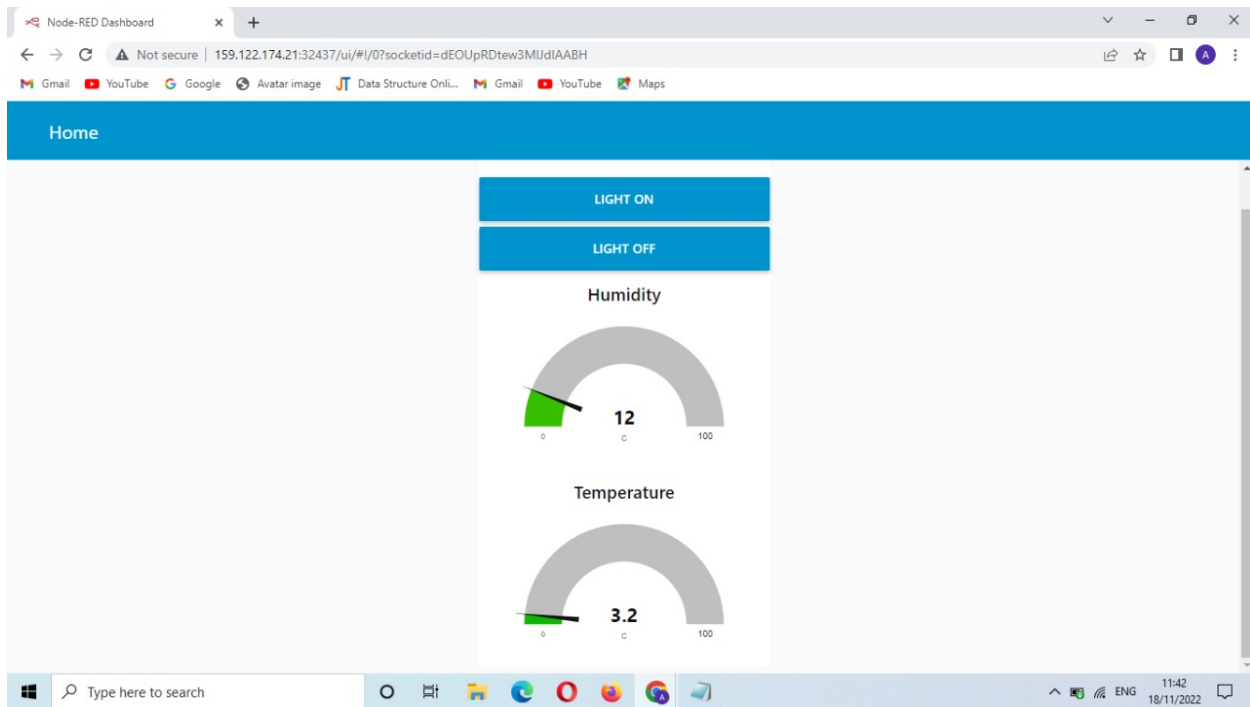 Node-RED Dashboard
Not secure | 159.122.174.21:32437/ui/#!/0?socketid=dEOUpRDtew3MlJdlAABH
Gmail YouTube Google Avatar image Data Structure Onli... Gmail YouTube Maps
A
Home
LIGHT ON
LIGHT OFF
Humidity
12
0 c 100
Temperature
3.2
0 c 100
Type here to search
ENG
11:42
18/11/2022